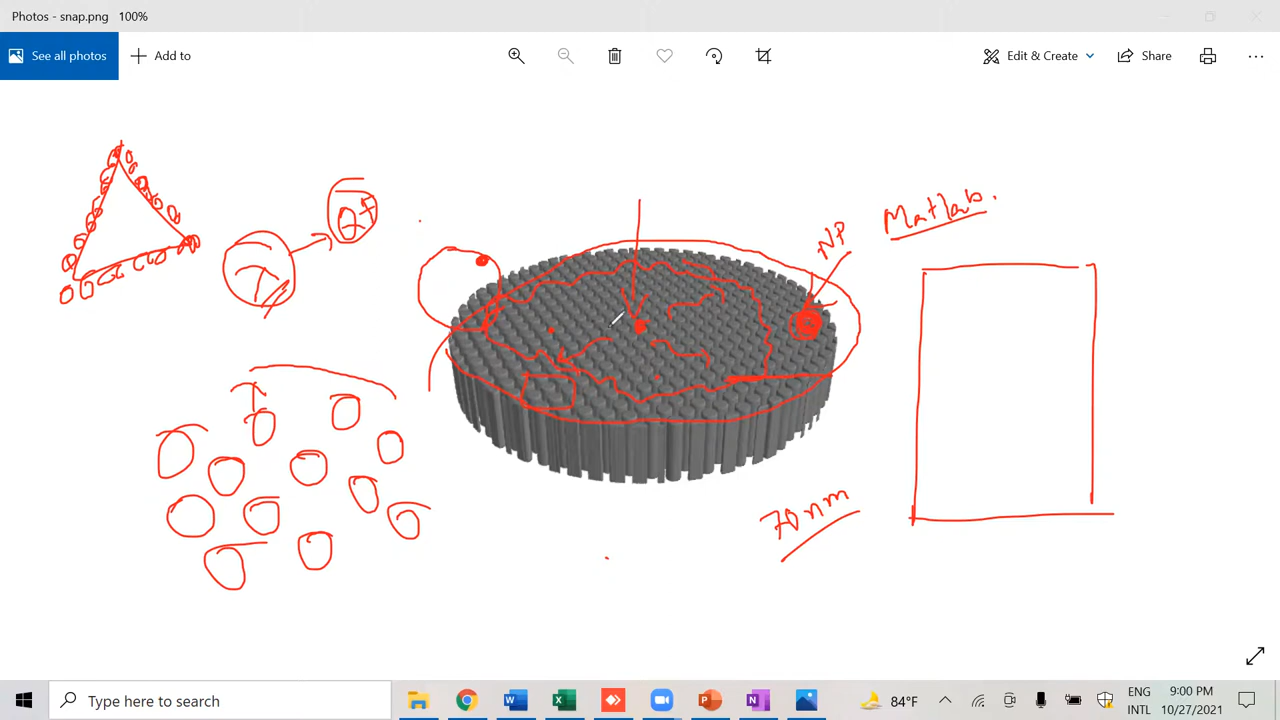 Photos - snap.png 100%
See all photos
Add to
Edit & Create
Share
Matlab.
NP
70nm
Type here to search
84°F
ENG
INTL
9:00 PM
10/27/2021